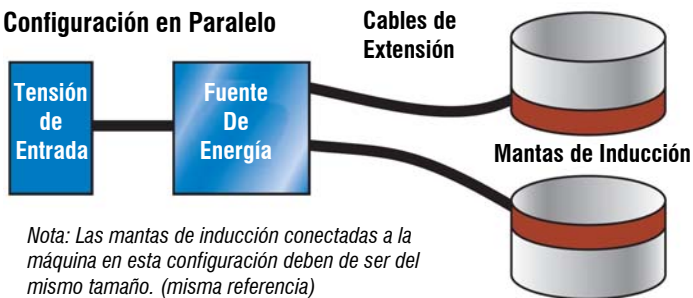 Configuración en Paralelo
Cables de
Extensión
Tensión
de
Entrada
Fuente
De
Energía
Mantas de Inducción
Nota: Las mantas de inducción conectadas a la
máquina en esta configuración deben de ser del
mismo tamaño. (misma referencia)